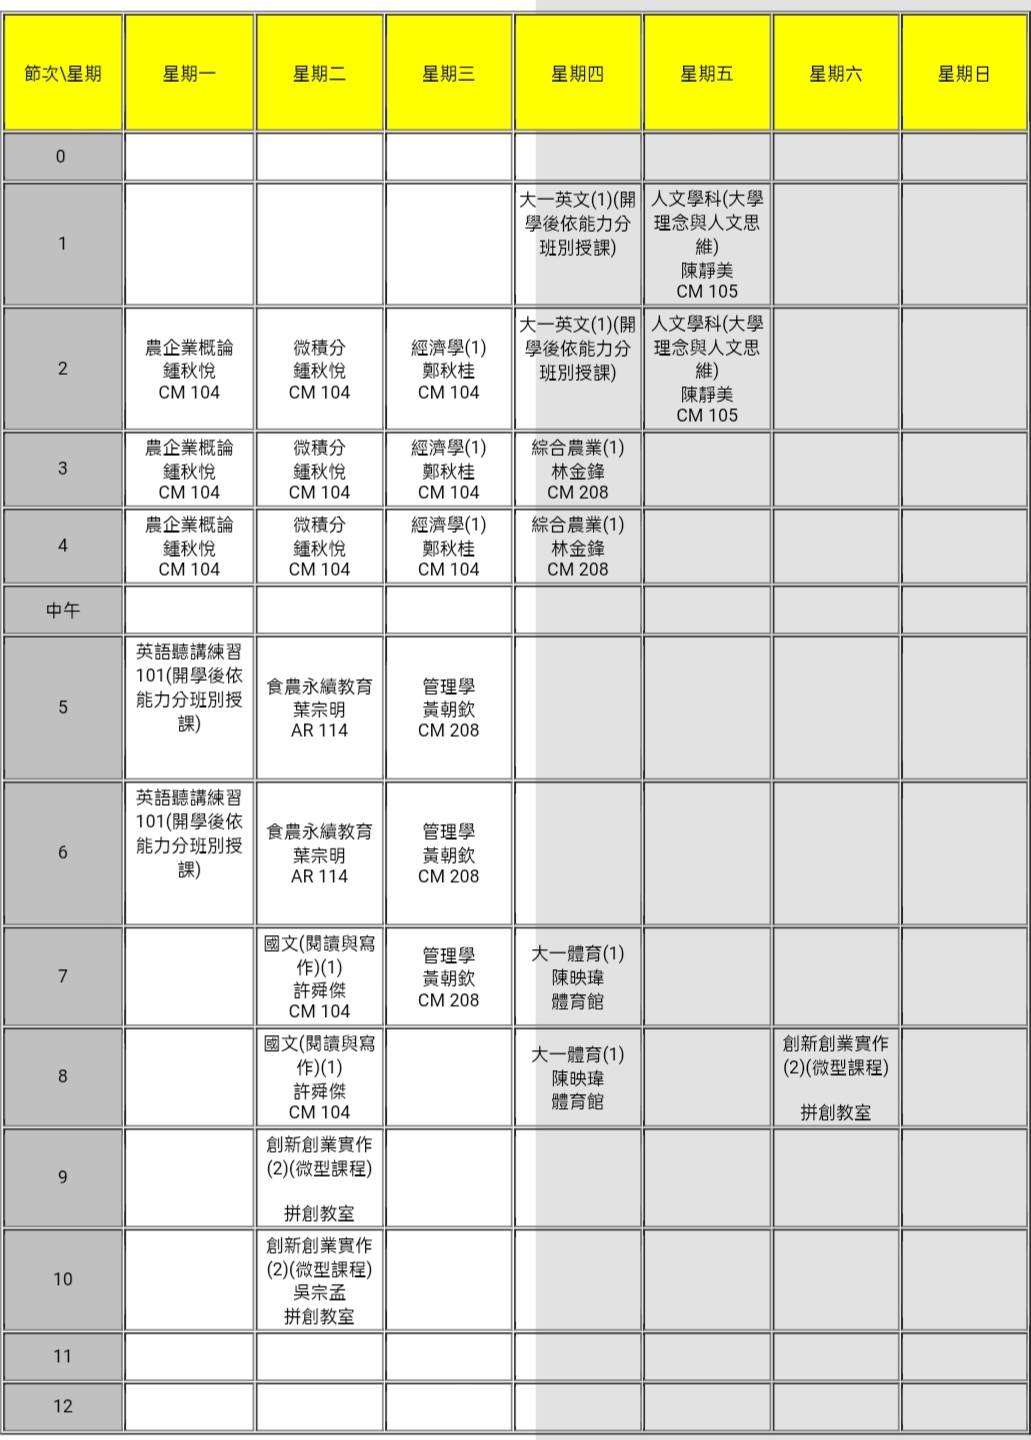 節次\星期 星期一 星期二 星期三 星期四 星期五 星期六 星期日
0
1
大一英文(1)(開
學後依能力分
班別授課)
人文學科(大學
理念與人文思
維)
陳靜美
CM 105
2
農企業概論
鍾秋悅
CM 104
微積分
鍾秋悅
CM 104
經濟學(1)
鄭秋桂
CM 104
大一英文(1)(開
學後依能力分
班別授課)
人文學科(大學
理念與人文思
維)
陳靜美
CM 105
3
農企業概論
鍾秋悅
CM 104
微積分
鍾秋悅
CM 104
經濟學(1)
鄭秋桂
CM 104
綜合農業(1)
林金鋒
CM 208
4
農企業概論
鍾秋悅
CM 104
微積分
鍾秋悅
CM 104
經濟學(1)
鄭秋桂
CM 104
綜合農業(1)
林金鋒
CM 208
中午
5
英語聽講練習
101(開學後依
能力分班別授
課)
食農永續教育
葉宗明
AR 114
管理學
黃朝欽
CM 208
6
英語聽講練習
101(開學後依
能力分班別授
課)
食農永續教育
葉宗明
AR 114
管理學
黃朝欽
CM 208
7
國文(閱讀與寫
作)(1)
許舜傑
CM 104
管理學
黃朝欽
CM 208
大一體育(1)
陳映瑋
體育館
8
國文(閱讀與寫
作)(1)
許舜傑
CM 104
大一體育(1)
陳映瑋
體育館
創新創業實作
(2)(微型課程)
拼創教室
9
創新創業實作
(2)(微型課程)
拼創教室
10
創新創業實作
(2)(微型課程)
吳宗孟
拼創教室
11
12